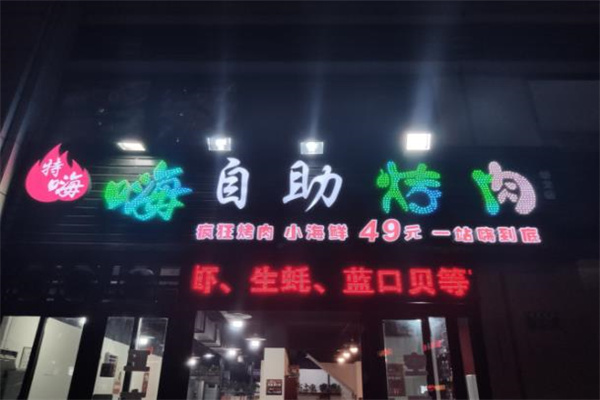 特嗨
嗨自助烤肉
疯狂烤肉 小海鲜 49元 一站嗨到底
虾、生蚝、蓝口贝等